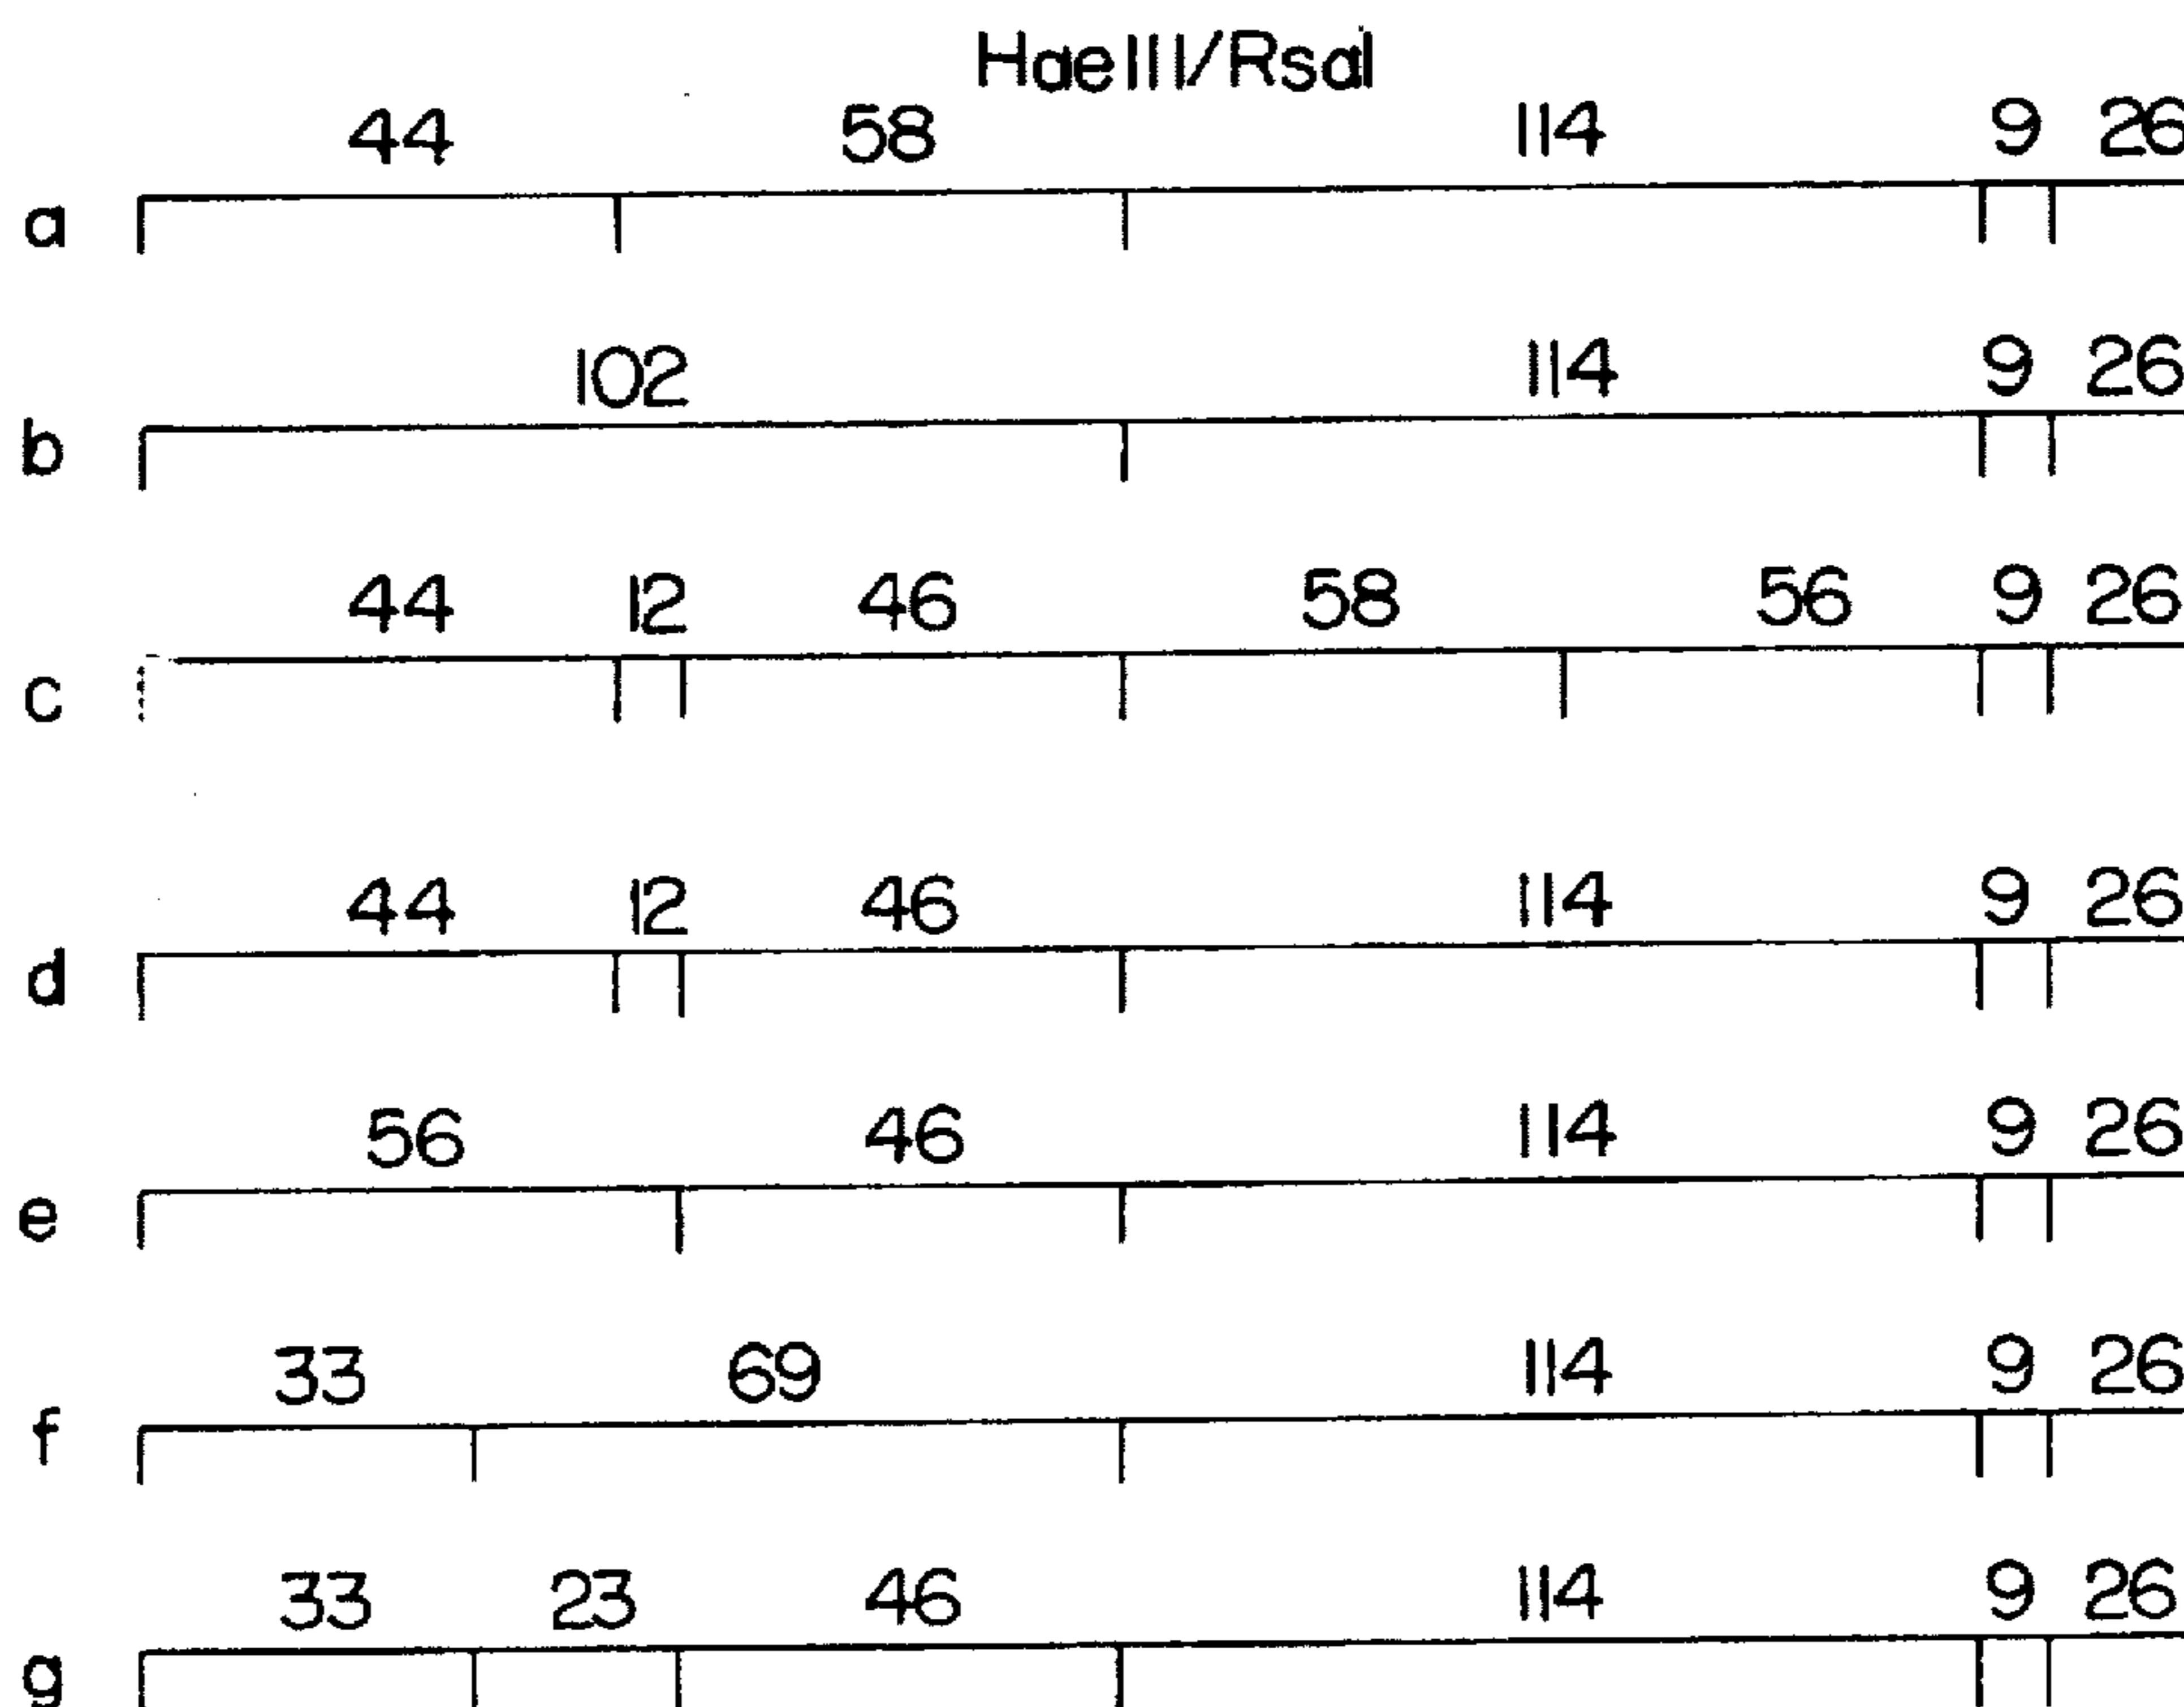 HaeIII/RsaI
44 58 114 9 26
a
102 114 9 26
b
44 12 46 58 56 9 26
c
44 12 46 114 9 26
d
56 46 114 9 26
e
33 69 114 9 26
f
33 23 46 114 9 26
g